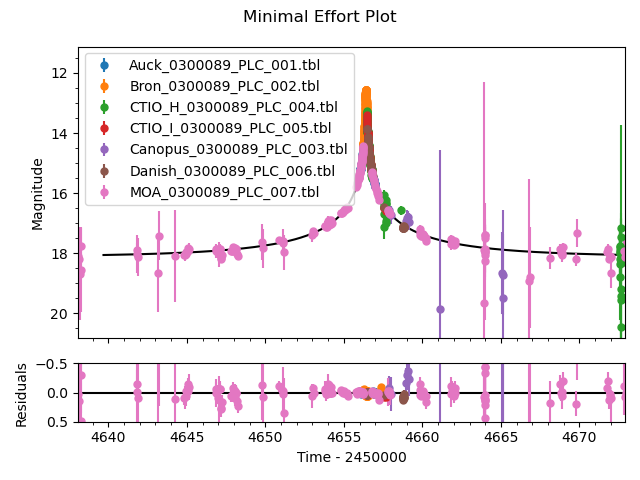 Minimal Effort Plot
Magnitude
12
14
16
18
20
Auck_0300089_PLC_001.tbl
Bron_0300089_PLC_002.tbl
CTIO_H_0300089_PLC_004.tbl
CTIO_I_0300089_PLC_005.tbl
Canopus_0300089_PLC_003.tbl
Danish_0300089_PLC_006.tbl
MOA_0300089_PLC_007.tbl
Residuals
−0.5
0.0
0.5
4640 4645 4650 4655 4660 4665 4670
Time - 2450000